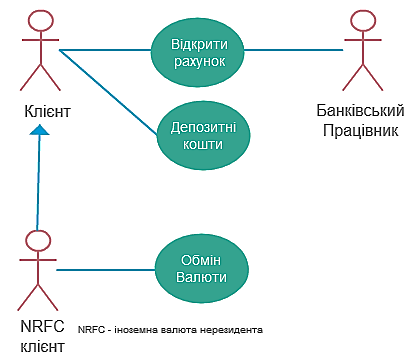 Відкрити
рахунок
Клієнт
Банківський
Працівник
Депозитні
кошти
Обмін
Валюти
NRFC
клієнт
NRFC - іноземна валюта нерезидента